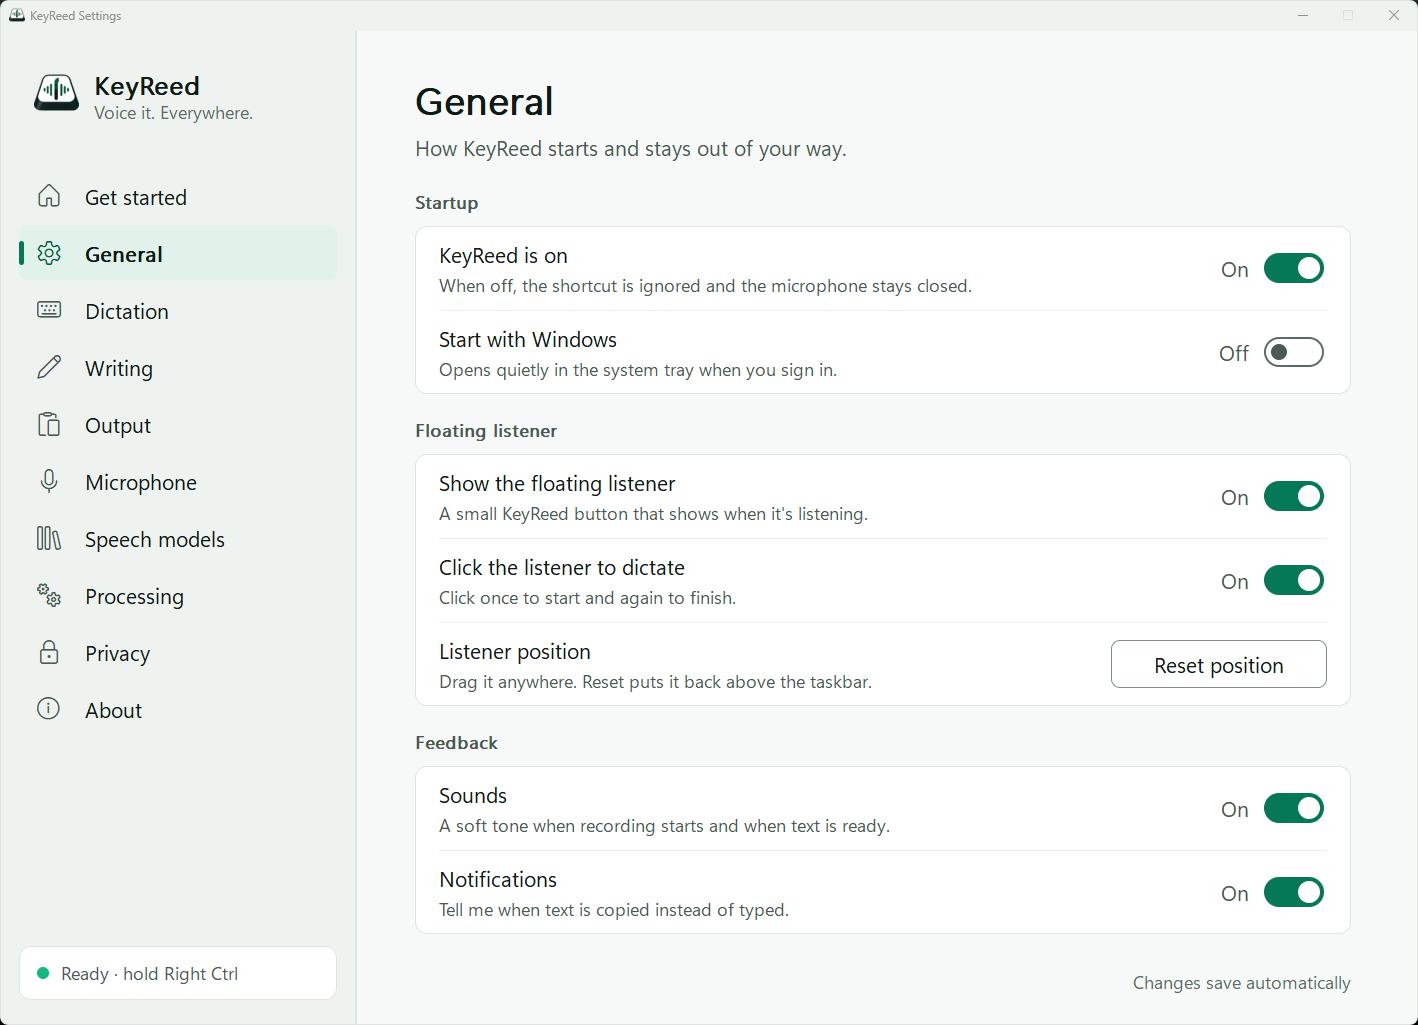 KeyReed Settings
KeyReed
Voice it. Everywhere.
Get started
General
Dictation
Writing
Output
Microphone
Speech models
Processing
Privacy
About
Ready · hold Right Ctrl
General
How KeyReed starts and stays out of your way.
Startup
KeyReed is on
When off, the shortcut is ignored and the microphone stays closed.
On
Start with Windows
Opens quietly in the system tray when you sign in.
Off
Floating listener
Show the floating listener
A small KeyReed button that shows when it's listening.
On
Click the listener to dictate
Click once to start and again to finish.
On
Listener position
Drag it anywhere. Reset puts it back above the taskbar.
Reset position
Feedback
Sounds
A soft tone when recording starts and when text is ready.
On
Notifications
Tell me when text is copied instead of typed.
On
Changes save automatically